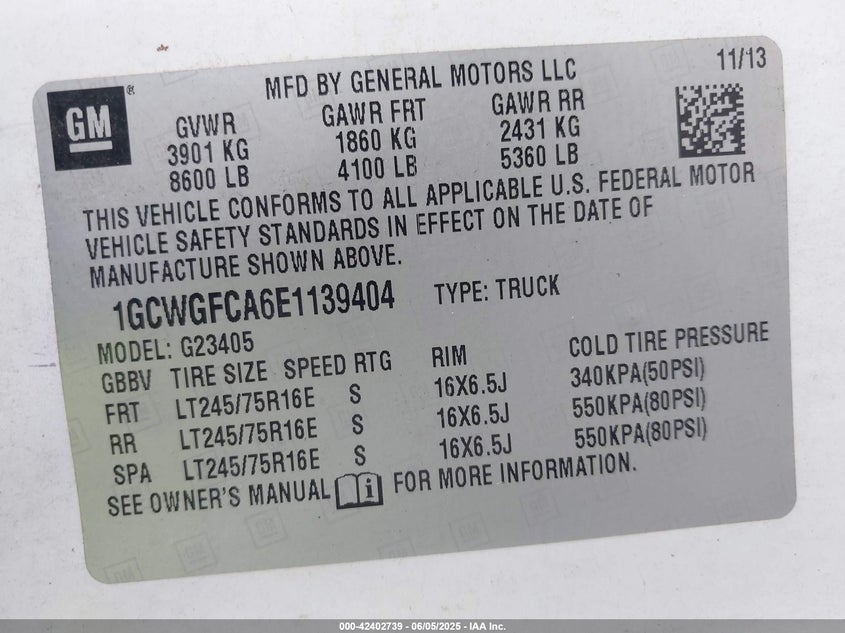 MFD BY GENERAL MOTORS LLC 11/13
GM ®
GVWR GAWR FRT GAWR RR
3901 KG 1860 KG 2431 KG
8600 LB 4100 LB 5360 LB
THIS VEHICLE CONFORMS TO ALL APPLICABLE U.S. FEDERAL MOTOR
VEHICLE SAFETY STANDARDS IN EFFECT ON THE DATE OF
MANUFACTURE SHOWN ABOVE.
1GCWGFCA6E1139404 TYPE: TRUCK
MODEL: G23405
GBBV TIRE SIZE SPEED RTG RIM COLD TIRE PRESSURE
FRT LT245/75R16E S 16X6.5J 340KPA(50PSI)
RR LT245/75R16E S 16X6.5J 550KPA(80PSI)
SPA LT245/75R16E S 16X6.5J 550KPA(80PSI)
SEE OWNER'S MANUAL i FOR MORE INFORMATION.
000-42402739 - 06/05/2025 - IAA Inc.